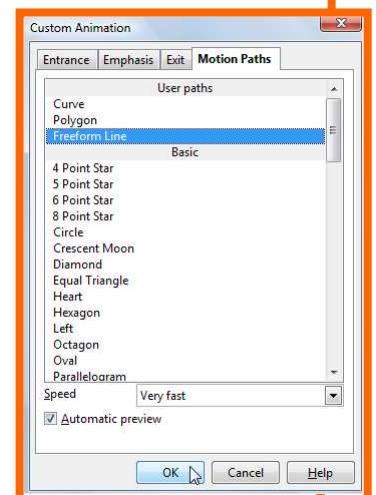 Custom Animation
Entrance Emphasis Exit Motion Paths
User paths
Curve
Polygon
Freeform Line
Basic
4 Point Star
5 Point Star
6 Point Star
8 Point Star
Circle
Crescent Moon
Diamond
Equal Triangle
Heart
Hexagon
Left
Octagon
Oval
Parallelogram
Speed Very fast
Automatic preview
OK Cancel Help